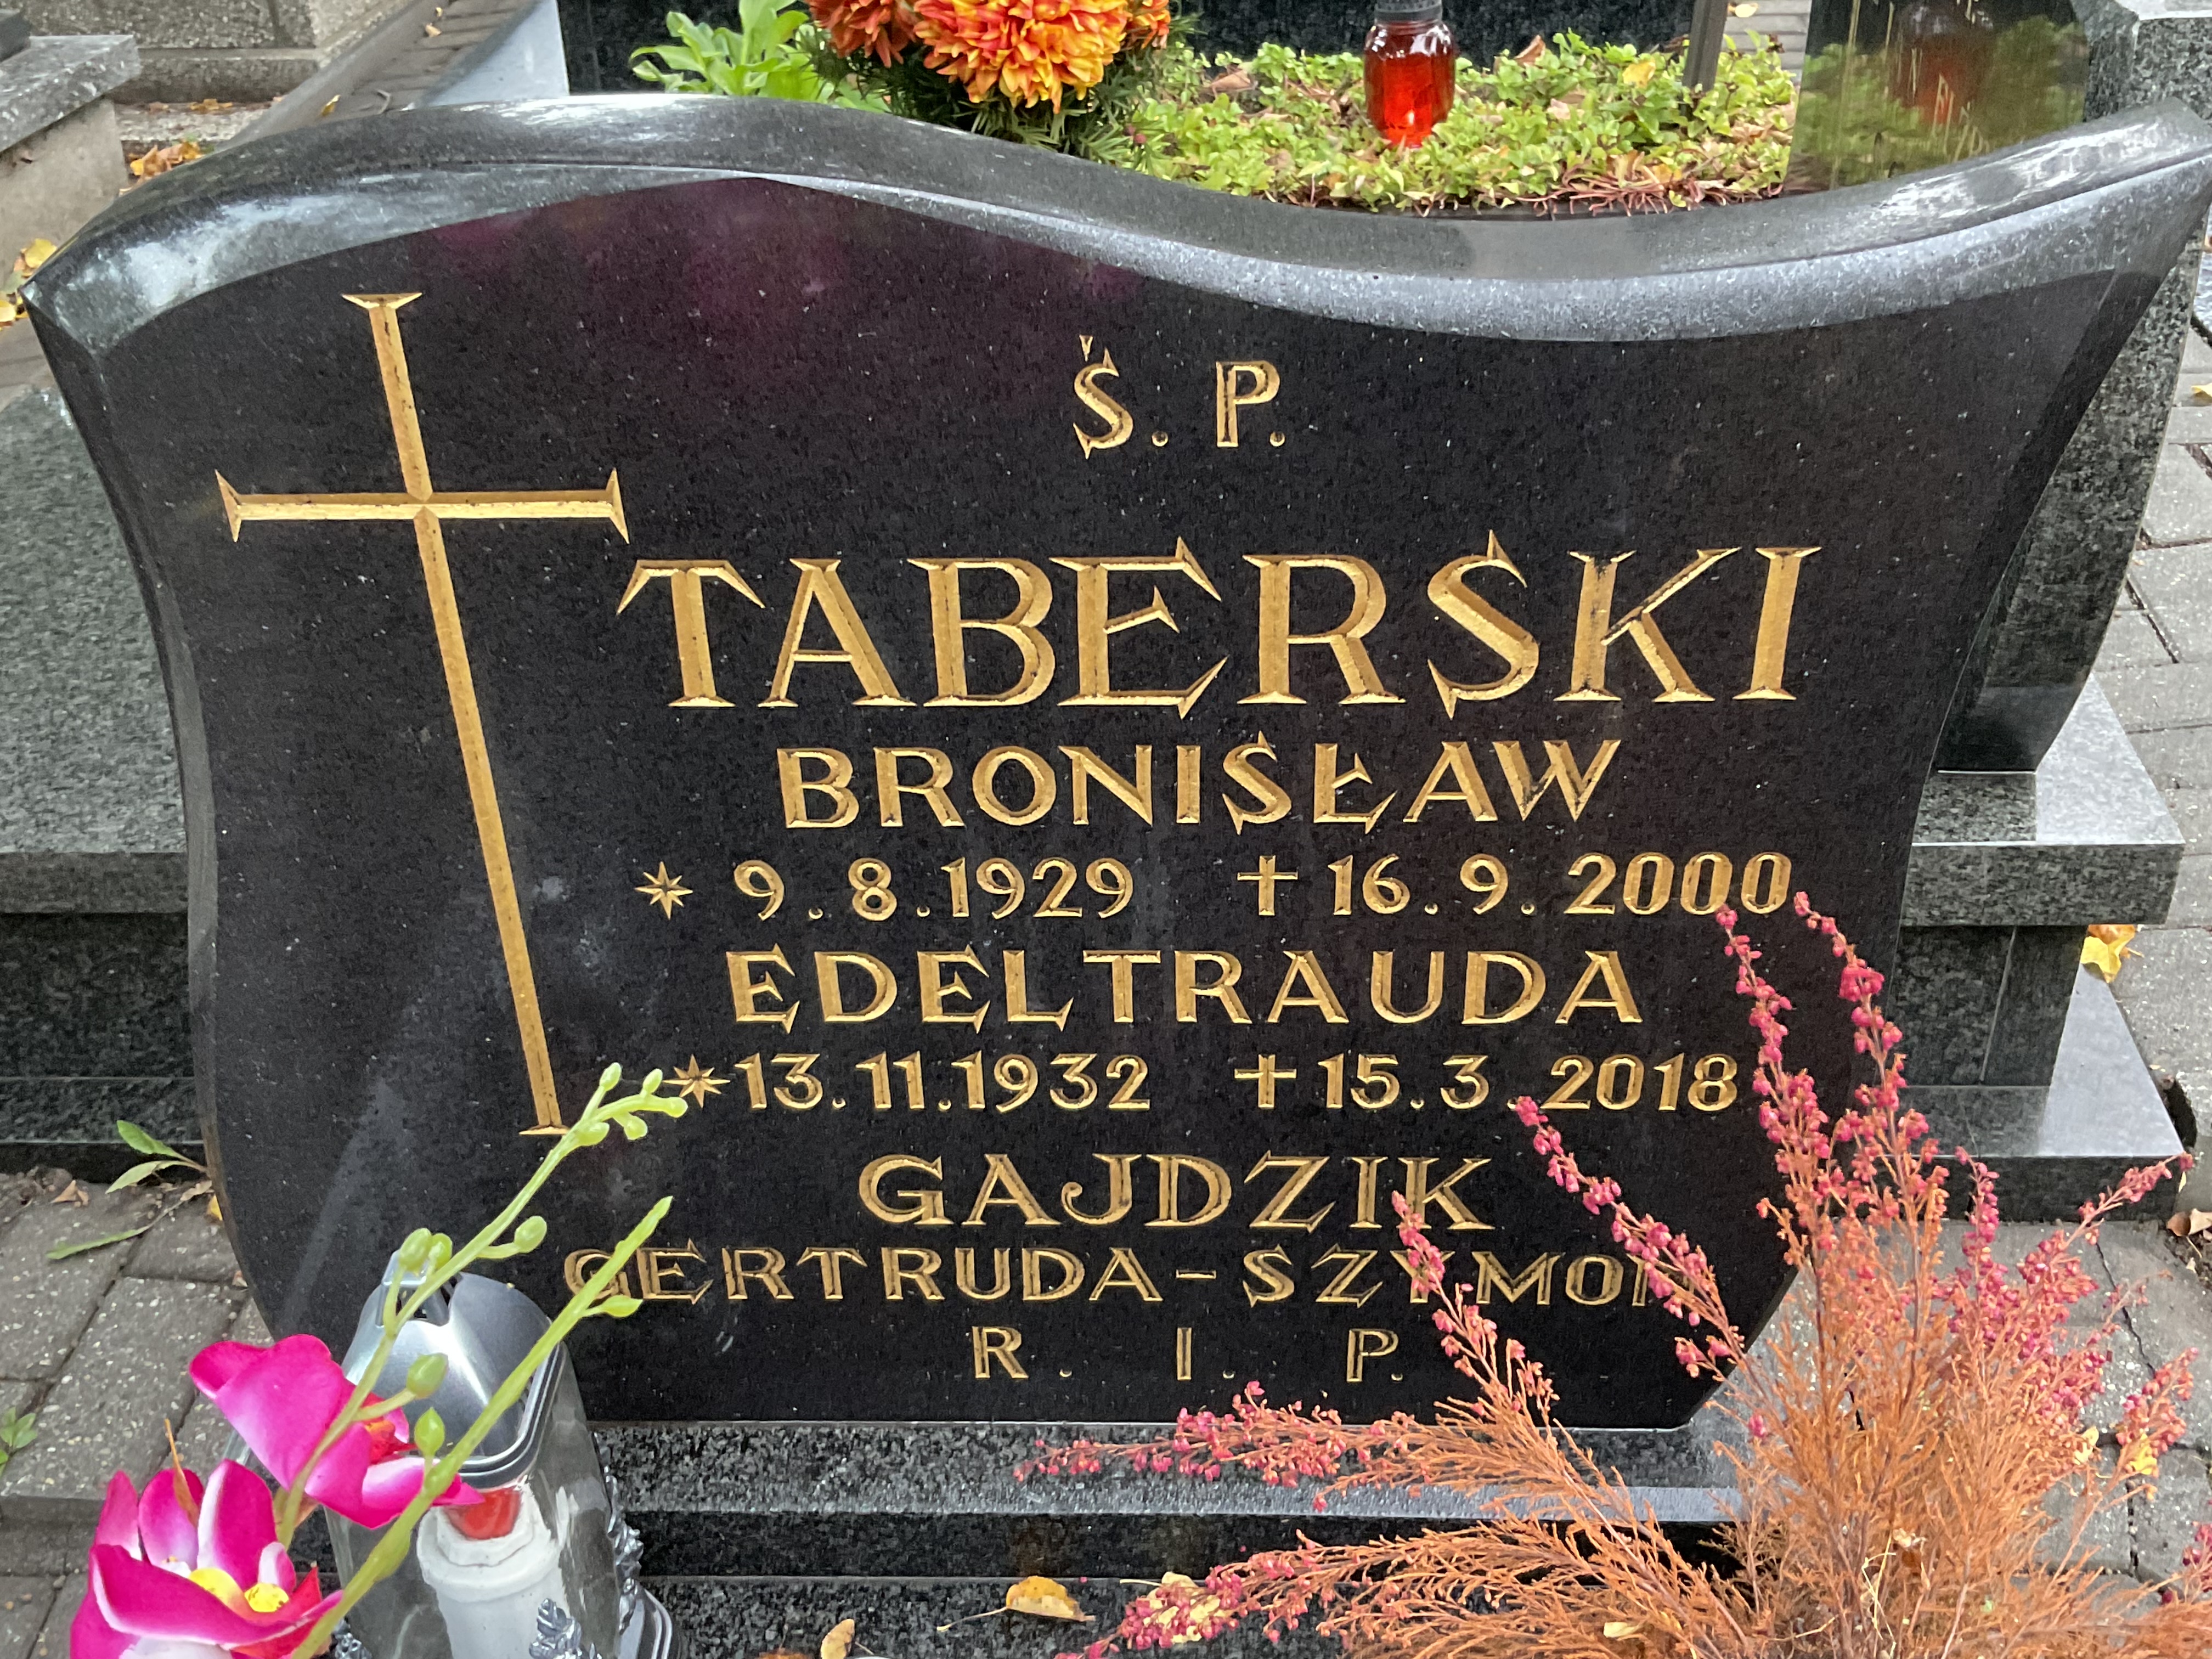 Ś. P.
TABERSKI
BRONISŁAW
* 9.8.1929 †16.9.2000
EDELTRAUDA
*13.11.1932 †15.3.2018
GAJDZIK
GERTRUDA-SZYMON
R. I. P.